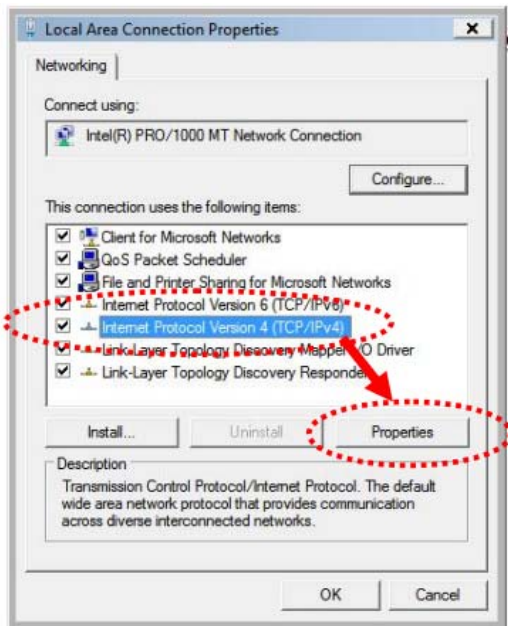 Local Area Connection Properties
Networking
Connect using:
Intel(R) PRO/1000 MT Network Connection
Configure...
This connection uses the following items:
Client for Microsoft Networks
QoS Packet Scheduler
File and Printer Sharing for Microsoft Networks
Internet Protocol Version 6 (TCP/IPv6)
Internet Protocol Version 4 (TCP/IPv4)
Link-Layer Topology Discovery Mapper I/O Driver
Link-Layer Topology Discovery Responder
Install...
Uninstall
Properties
Description
Transmission Control Protocol/Internet Protocol. The default
wide area network protocol that provides communication
across diverse interconnected networks.
OK
Cancel